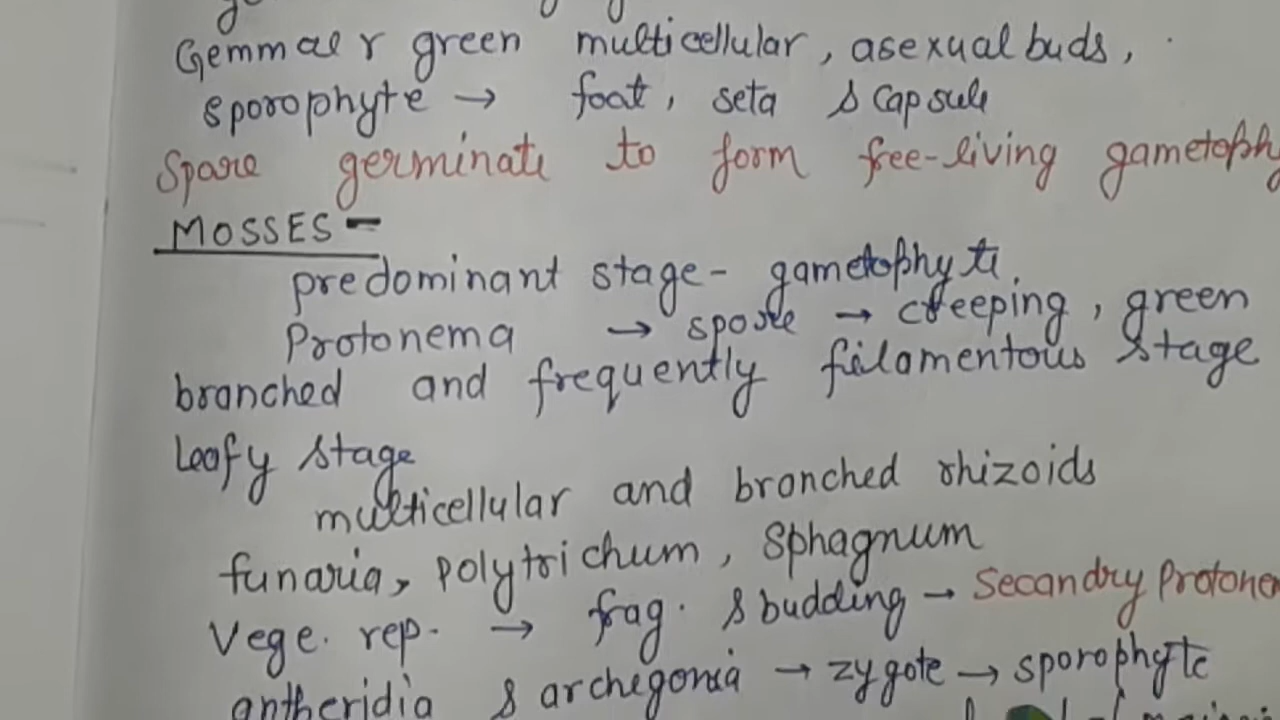 Gemmae r green multicellular, asexual buds,
sporophyte → foot, seta & capsule
Spore germinate to form free-living gametoph
MOSSES -
predominant stage - gametophyte.
Protonema → spore → creeping, green
branched and frequently filamentous stage
Leafy stage
multicellular and branched rhizoids
funaria, polytrichum, Sphagnum
Vege. rep. → frag. & budding → Secandry Protone
antheridia & archegonia → zygote → sporophyte